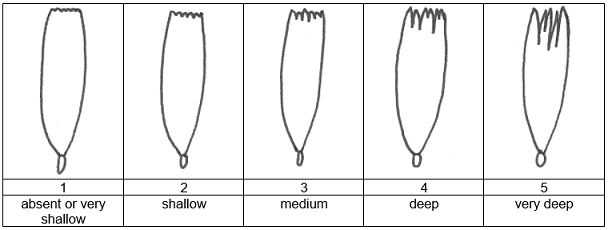 1 2 3 4 5
absent or very shallow medium deep very deep
shallow